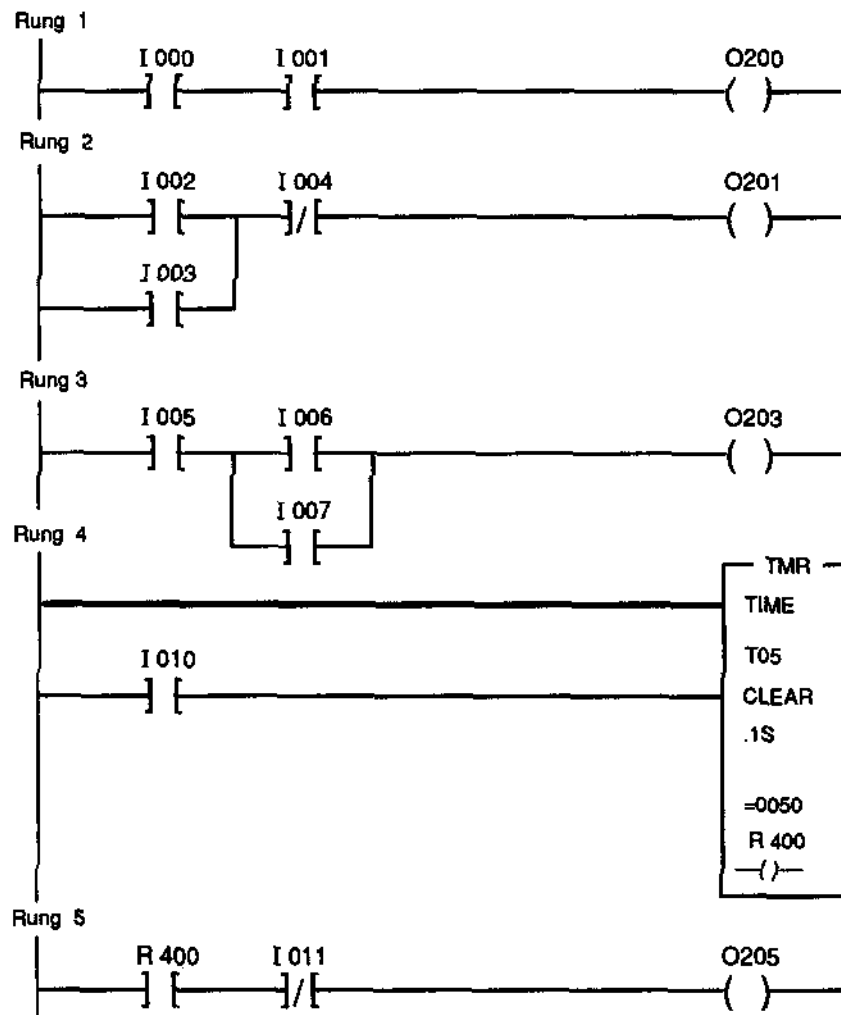 Rung 1
I 000 I 001 O200
Rung 2
I 002 I 004 O201
I 003
Rung 3
I 005 I 006 O203
I 007
Rung 4
TMR
TIME
T05
I 010
CLEAR
.1S
=0050
R 400
Rung 5
R 400 I 011 O205